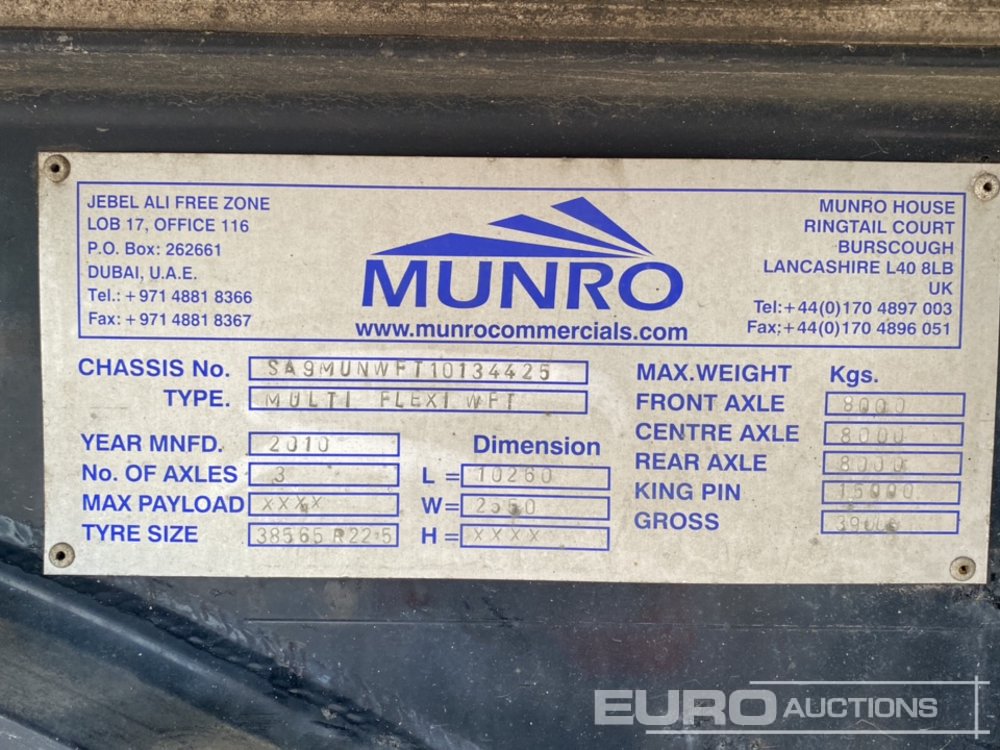 JEBEL ALI FREE ZONE
LOB 17, OFFICE 116
P.O. Box: 262661
DUBAI, U.A.E.
Tel.: +971 4881 8366
Fax: +971 4881 8367
MUNRO
www.munrocommercials.com
MUNRO HOUSE
RINGTAIL COURT
BURSCOUGH
LANCASHIRE L40 8LB
UK
Tel:+44(0)170 4897 003
Fax;+44(0)170 4896 051
CHASSIS No. SA9MUNWFT10134425
TYPE. MULTI FLEXI WFT
YEAR MNFD. 2010
No. OF AXLES 3
MAX PAYLOAD XXXX
TYRE SIZE 38565 R22.5
Dimension
L = 10260
W= 2550
H = XXXX
MAX.WEIGHT Kgs.
FRONT AXLE 8000
CENTRE AXLE 8000
REAR AXLE 8000
KING PIN 15000
GROSS 39000
EURO AUCTIONS